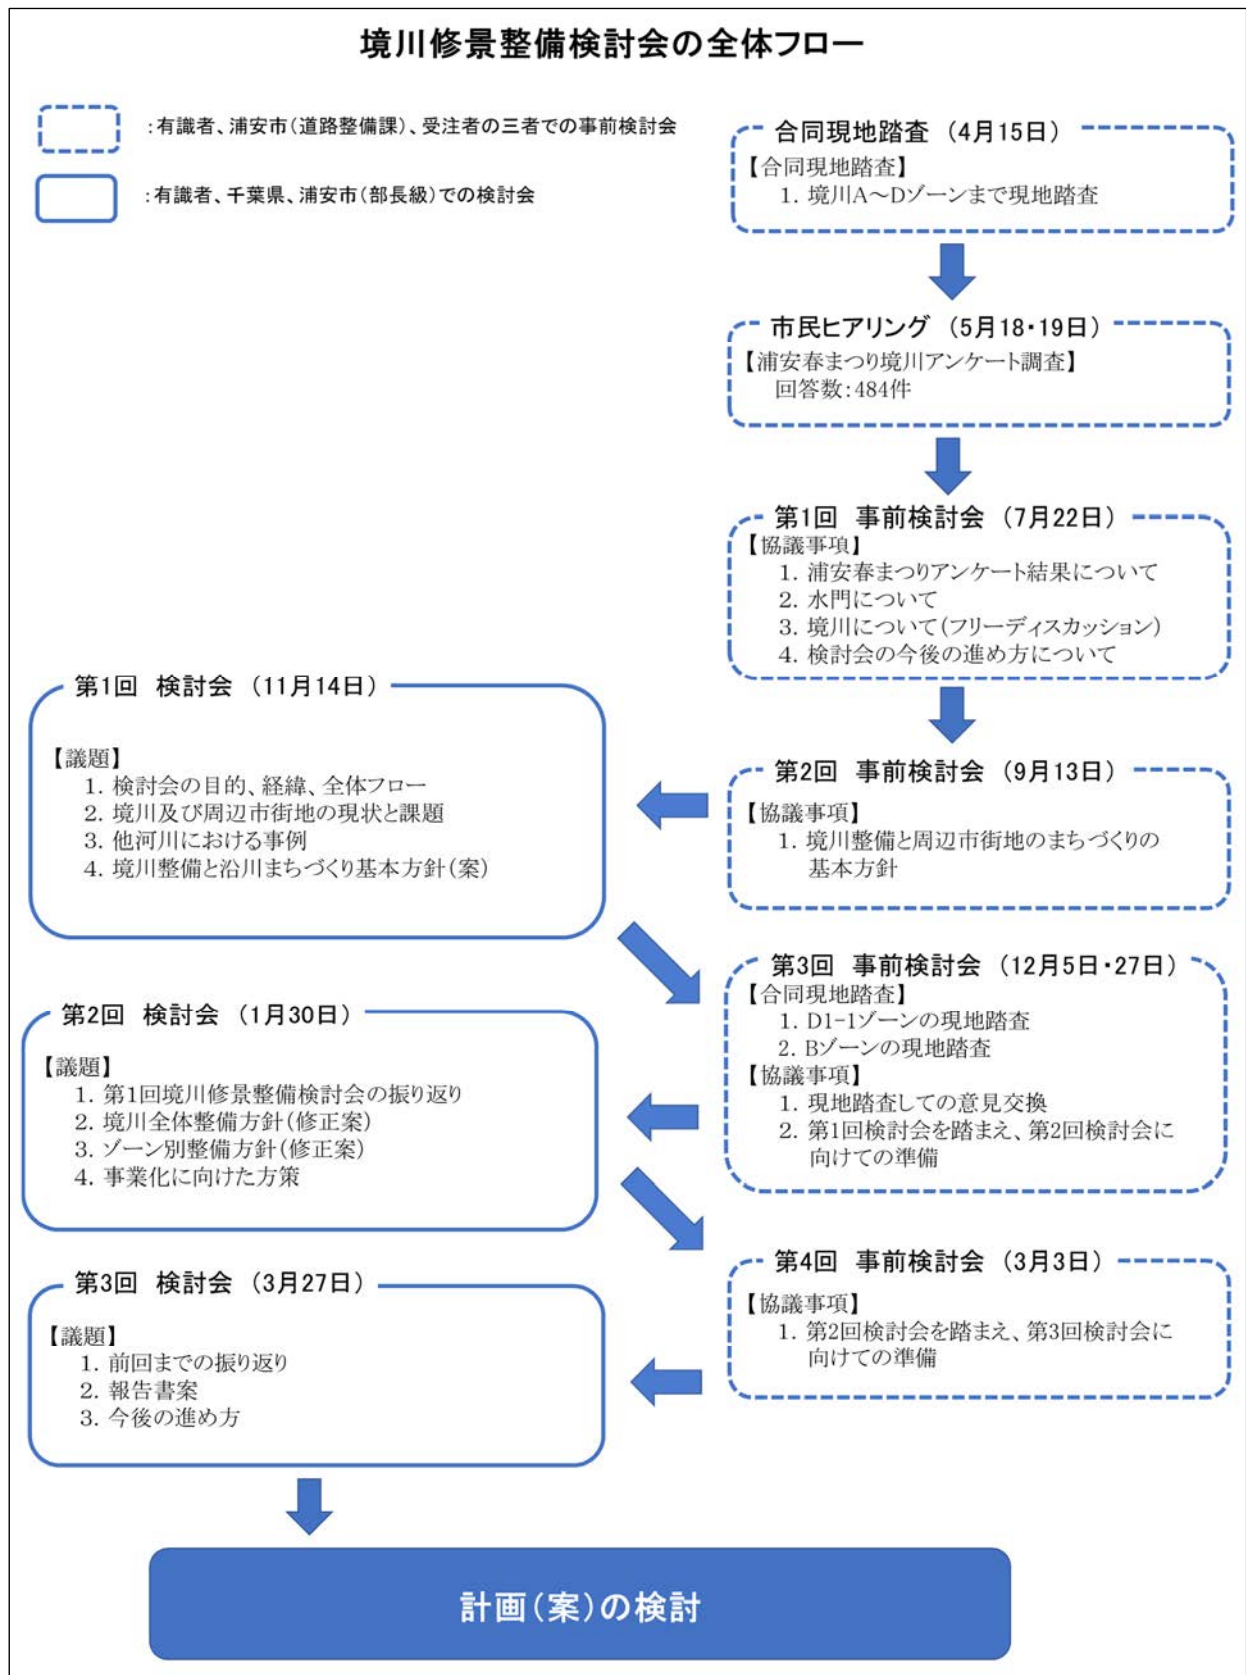 境川修景整備検討会の全体フロー
:有識者、浦安市(道路整備課)、受注者の三者での事前検討会
:有識者、千葉県、浦安市(部長級)での検討会
合同現地踏査 (4月15日)
【合同現地踏査】
1. 境川A~Dゾーンまで現地踏査
市民ヒアリング (5月18・19日)
【浦安春まつり境川アンケート調査】
回答数:484件
第1回 事前検討会 (7月22日)
【協議事項】
1. 浦安春まつりアンケート結果について
2. 水門について
3. 境川について(フリーディスカッション)
4. 検討会の今後の進め方について
第2回 事前検討会 (9月13日)
【協議事項】
1. 境川整備と周辺市街地のまちづくりの
基本方針
第1回 検討会 (11月14日)
【議題】
1. 検討会の目的、経緯、全体フロー
2. 境川及び周辺市街地の現状と課題
3. 他河川における事例
4. 境川整備と沿川まちづくり基本方針(案)
第3回 事前検討会 (12月5日・27日)
【合同現地踏査】
1. D1-1ゾーンの現地踏査
2. Bゾーンの現地踏査
【協議事項】
1. 現地踏査しての意見交換
2. 第1回検討会を踏まえ、第2回検討会に
向けての準備
第2回 検討会 (1月30日)
【議題】
1. 第1回境川修景整備検討会の振り返り
2. 境川全体整備方針(修正案)
3. ゾーン別整備方針(修正案)
4. 事業化に向けた方策
第4回 事前検討会 (3月3日)
【協議事項】
1. 第2回検討会を踏まえ、第3回検討会に
向けての準備
第3回 検討会 (3月27日)
【議題】
1. 前回までの振り返り
2. 報告書案
3. 今後の進め方
計画(案)の検討